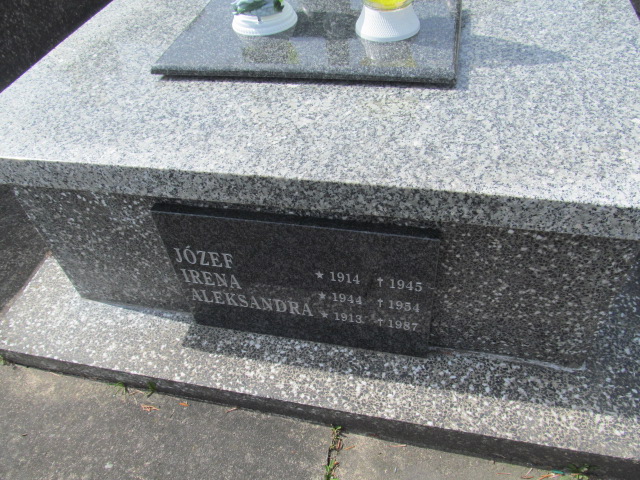 JÓZEF ★ 1914 † 1945
IRENA ★ 1944 † 1954
ALEKSANDRA ★ 1913 † 1987